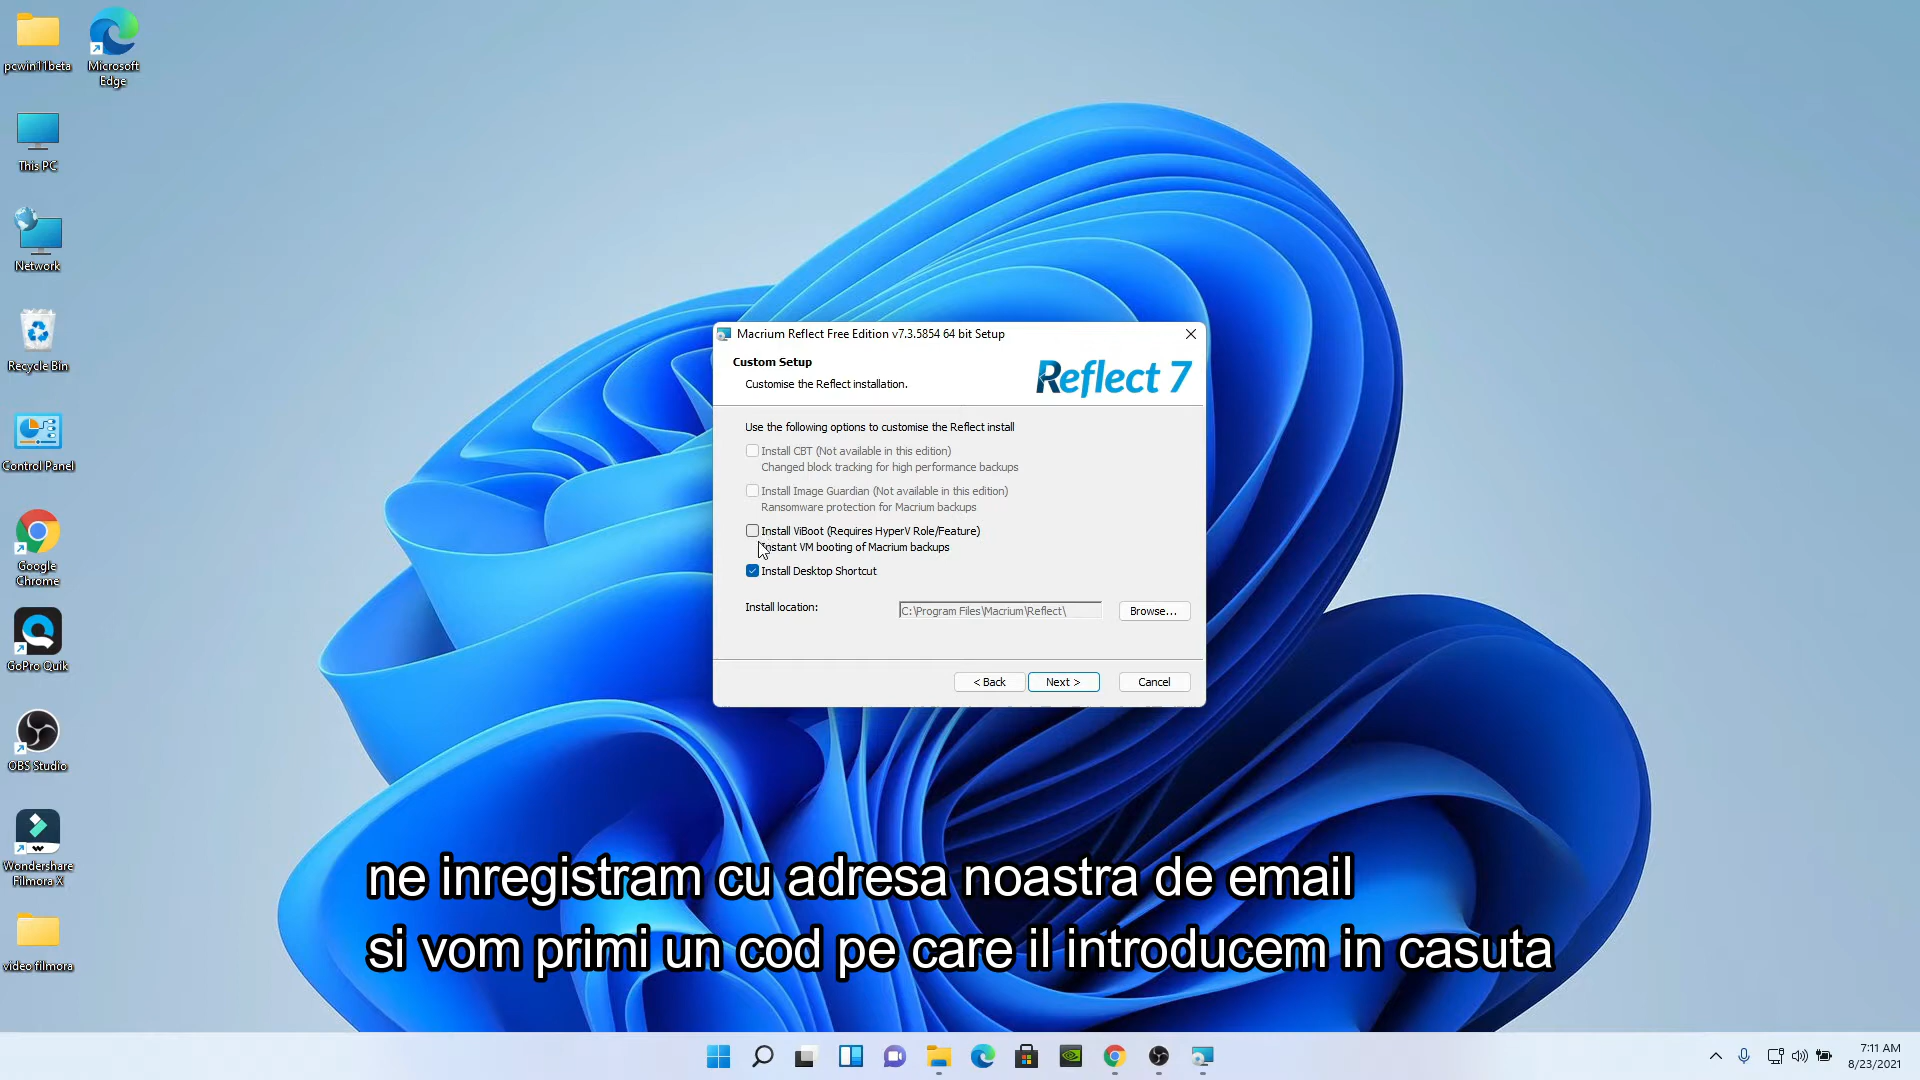 pcwin11beta
Microsoft
Edge
This PC
Network
Recycle Bin
Control Panel
Google
Chrome
GoPro Quik
OBS Studio
Wondershare
Filmora X
video filmora
Macrium Reflect Free Edition v7.3.5854 64 bit Setup
Custom Setup
Customise the Reflect installation.
Reflect 7
Use the following options to customise the Reflect install
Install CBT (Not available in this edition)
Changed block tracking for high performance backups
Install Image Guardian (Not available in this edition)
Ransomware protection for Macrium backups
Install ViBoot (Requires HyperV Role/Feature)
Instant VM booting of Macrium backups
Install Desktop Shortcut
Install location:
C:\Program Files\Macrium\Reflect\
Browse...
< Back
Next >
Cancel
ne inregistram cu adresa noastra de email
si vom primi un cod pe care il introducem in casuta
7:11 AM
8/23/2021